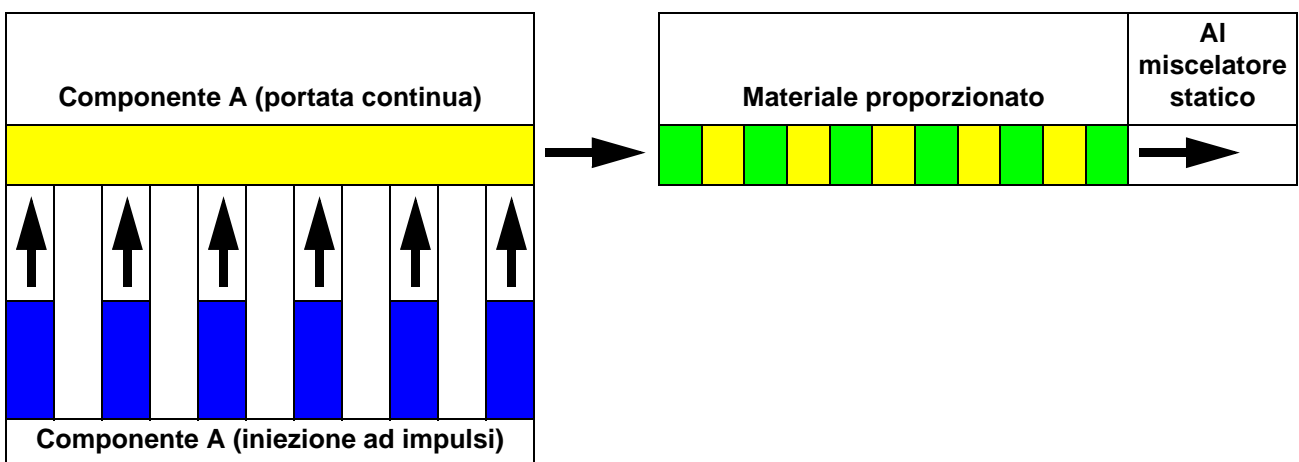 Componente A (portata continua)
Materiale proporzionato
Al
miscelatore
statico
Componente A (iniezione ad impulsi)